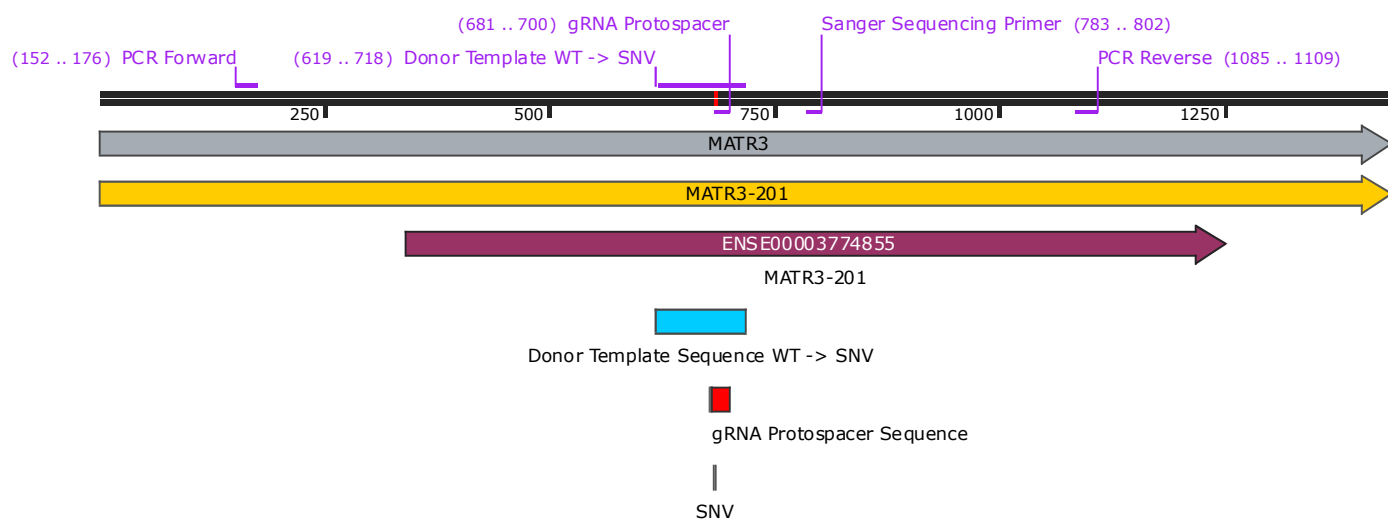 (681 .. 700) gRNA Protospacer Sanger Sequencing Primer (783 .. 802)
(152 .. 176) PCR Forward (619 .. 718) Donor Template WT -> SNV PCR Reverse (1085 .. 1109)
250 500 750 1000 1250
MATR3
MATR3-201
ENSE00003774855
MATR3-201
Donor Template Sequence WT -> SNV
gRNA Protospacer Sequence
SNV